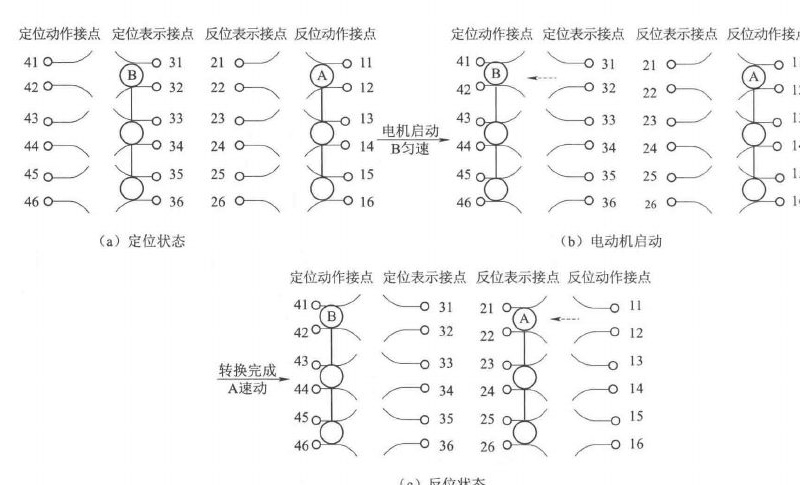 定位动作接点 定位表示接点 反位表示接点 反位动作接点
41 31 21 11
B A
42 32 22 12
43 33 23 13
44 34 24 14
45 35 25 15
46 36 26 16
(a) 定位状态
电机启动
B匀速
定位动作接点 定位表示接点 反位表示接点 反位动作接点
41 31 21
B A
42 32 22
43 33 23
44 34 24
45 35 25
46 36 26
(b) 电动机启动
转换完成
A速动
定位动作接点 定位表示接点 反位表示接点 反位动作接点
41 31 21 11
B A
42 32 22 12
43 33 23 13
44 34 24 14
45 35 25 15
46 36 26 16
(c) 反位状态